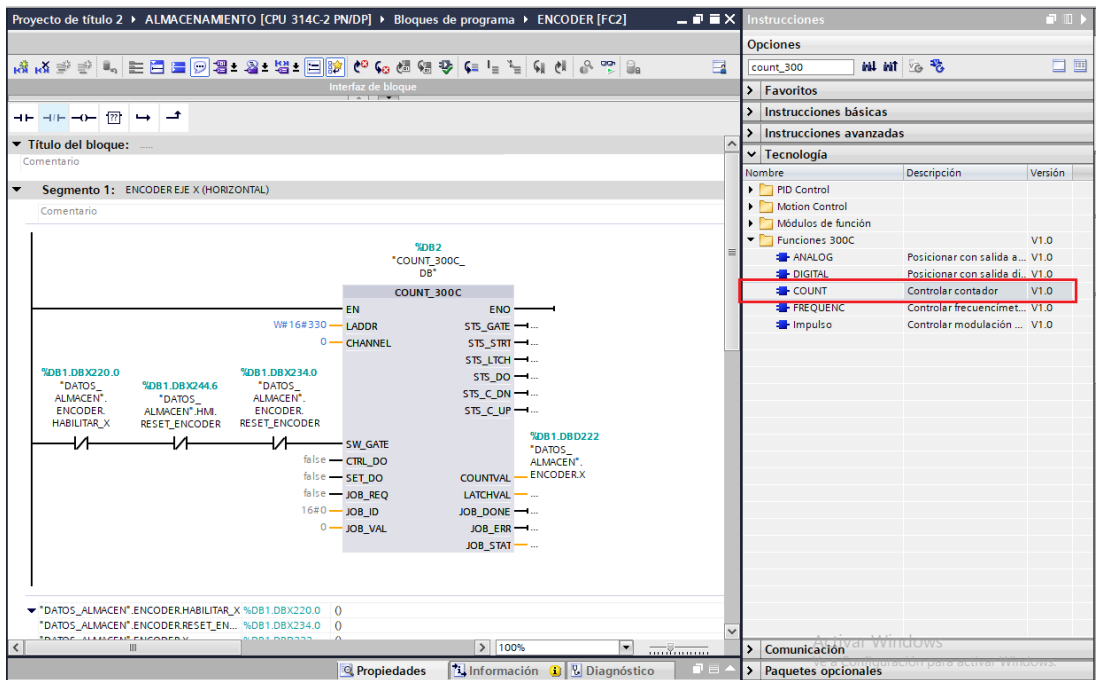 Proyecto de título 2 ▸ ALMACENAMIENTO [CPU 314C-2 PN/DP] ▸ Bloques de programa ▸ ENCODER [FC2]
Interfaz de bloque
Título del bloque: .....
Comentario
Segmento 1: ENCODER EJE X (HORIZONTAL)
Comentario
%DB2
"COUNT_300C_
DB"
COUNT_300C
EN ENO
W#16#330 LADDR STS_GATE ...
0 CHANNEL STS_STRT ...
STS_LTCH ...
STS_DO ...
STS_C_DN ...
STS_C_UP ...
%DB1.DBX220.0
"DATOS_
ALMACEN".
ENCODER.
HABILITAR_X
%DB1.DBX244.6
"DATOS_
ALMACEN".HMI.
RESET_ENCODER
%DB1.DBX234.0
"DATOS_
ALMACEN".
ENCODER.
RESET_ENCODER
SW_GATE
false CTRL_DO
false SET_DO COUNTVAL
%DB1.DBD222
"DATOS_
ALMACEN".
ENCODER.X
false JOB_REQ LATCHVAL ...
16#0 JOB_ID JOB_DONE ...
0 JOB_VAL JOB_ERR ...
JOB_STAT ...
"DATOS_ALMACEN".ENCODER.HABILITAR_X %DB1.DBX220.0 ()
"DATOS_ALMACEN".ENCODER.RESET_EN... %DB1.DBX234.0 ()
100%
Propiedades Información Diagnóstico
Instrucciones
Opciones
count_300
Favoritos
Instrucciones básicas
Instrucciones avanzadas
Tecnología
Nombre Descripción Versión
PID Control
Motion Control
Módulos de función
Funciones 300C V1.0
ANALOG Posicionar con salida a... V1.0
DIGITAL Posicionar con salida di... V1.0
COUNT Controlar contador V1.0
FREQUENC Controlar frecuencímet... V1.0
Impulso Controlar modulación ... V1.0
Activar Windows
Ve a Configuración para activar Windows.
Comunicación
Paquetes opcionales